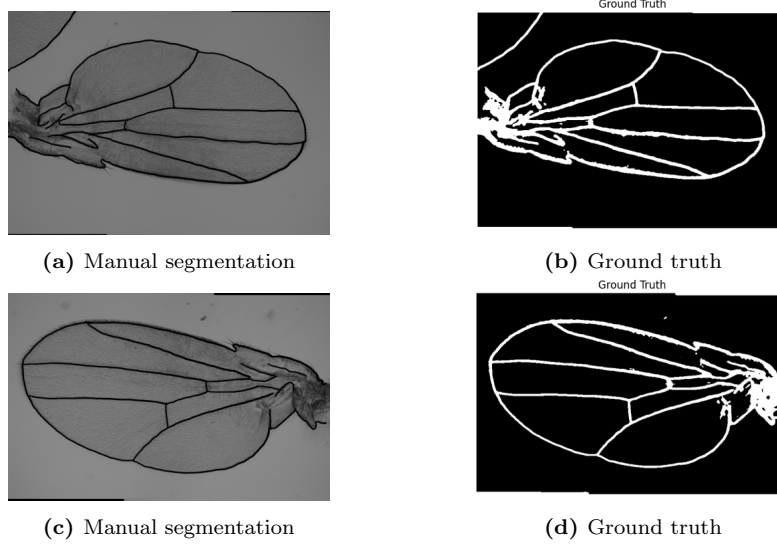 Ground Truth
(a) Manual segmentation
(b) Ground truth
Ground Truth
(c) Manual segmentation
(d) Ground truth